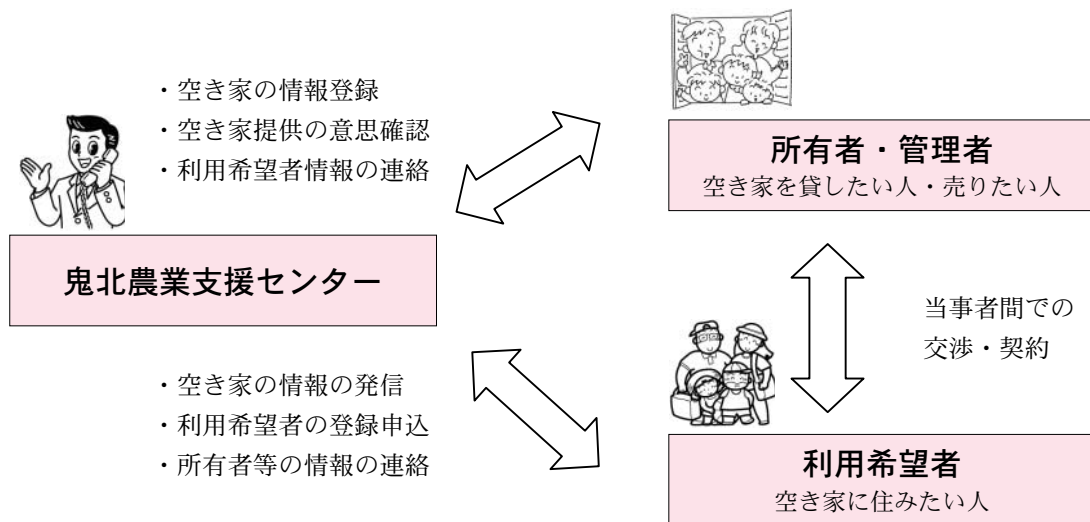 ・空き家の情報登録
・空き家提供の意思確認
・利用希望者情報の連絡
所有者・管理者
空き家を貸したい人・売りたい人
鬼北農業支援センター
当事者間での
交渉・契約
・空き家の情報の発信
・利用希望者の登録申込
・所有者等の情報の連絡
利用希望者
空き家に住みたい人